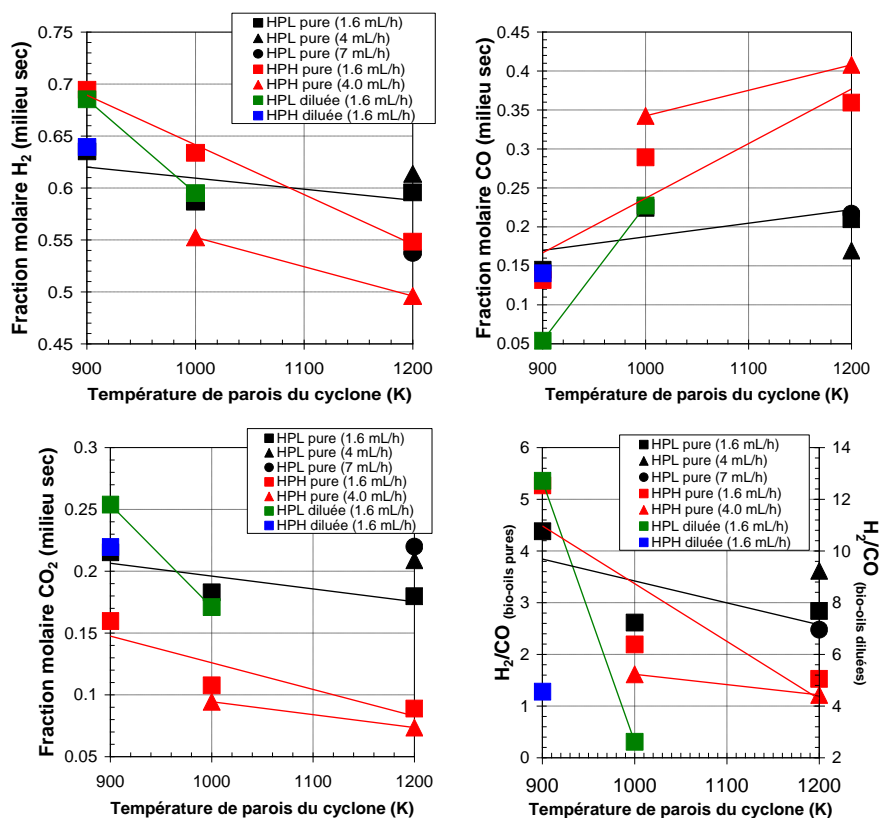 0.75
0.7
0.65
0.6
0.55
0.5
0.45
900
1000
1100
1200
Température de parois du cyclone (K)
Fraction molaire H2 (milieu sec)
HPL pure (1.6 mL/h)
HPL pure (4 mL/h)
HPL pure (7 mL/h)
HPH pure (1.6 mL/h)
HPH pure (4.0 mL/h)
HPL diluée (1.6 mL/h)
HPH diluée (1.6 mL/h)
0.45
0.4
0.35
0.3
0.25
0.2
0.15
0.1
0.05
900
1000
1100
1200
Température de parois du cyclone (K)
Fraction molaire CO (milieu sec)
0.3
0.25
0.2
0.15
0.1
0.05
900
1000
1100
1200
Température de parois du cyclone (K)
Fraction molaire CO2 (milieu sec)
HPL pure (1.6 mL/h)
HPL pure (4 mL/h)
HPL pure (7 mL/h)
HPH pure (1.6 mL/h)
HPH pure (4.0 mL/h)
HPL diluée (1.6 mL/h)
HPH diluée (1.6 mL/h)
6
5
4
3
2
1
0
900
1000
1100
1200
Température de parois du cyclone (K)
H2/CO (bio-oils pures)
HPL pure (1.6 mL/h)
HPL pure (4 mL/h)
HPL pure (7 mL/h)
HPH pure (1.6 mL/h)
HPH pure (4.0 mL/h)
HPL diluée (1.6 mL/h)
HPH diluée (1.6 mL/h)
14
12
10
8
6
4
2
H2/CO
(bio-oils diluées)